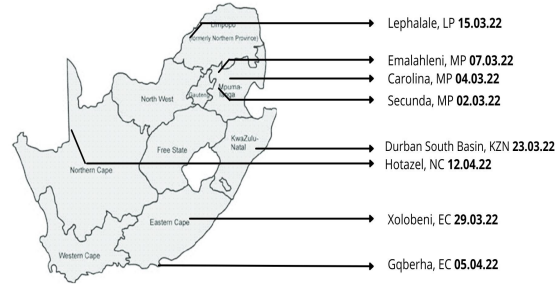 Limpopo
(formerly Northern Province)
Lephalale, LP 15.03.22
Emalahleni, MP 07.03.22
Carolina, MP 04.03.22
Secunda, MP 02.03.22
North West
Gauteng
Mpuma-
langa
Free State
KwaZulu-
Natal
Durban South Basin, KZN 23.03.22
Hotazel, NC 12.04.22
Northern Cape
Eastern Cape
Xolobeni, EC 29.03.22
Western Cape
Gqberha, EC 05.04.22